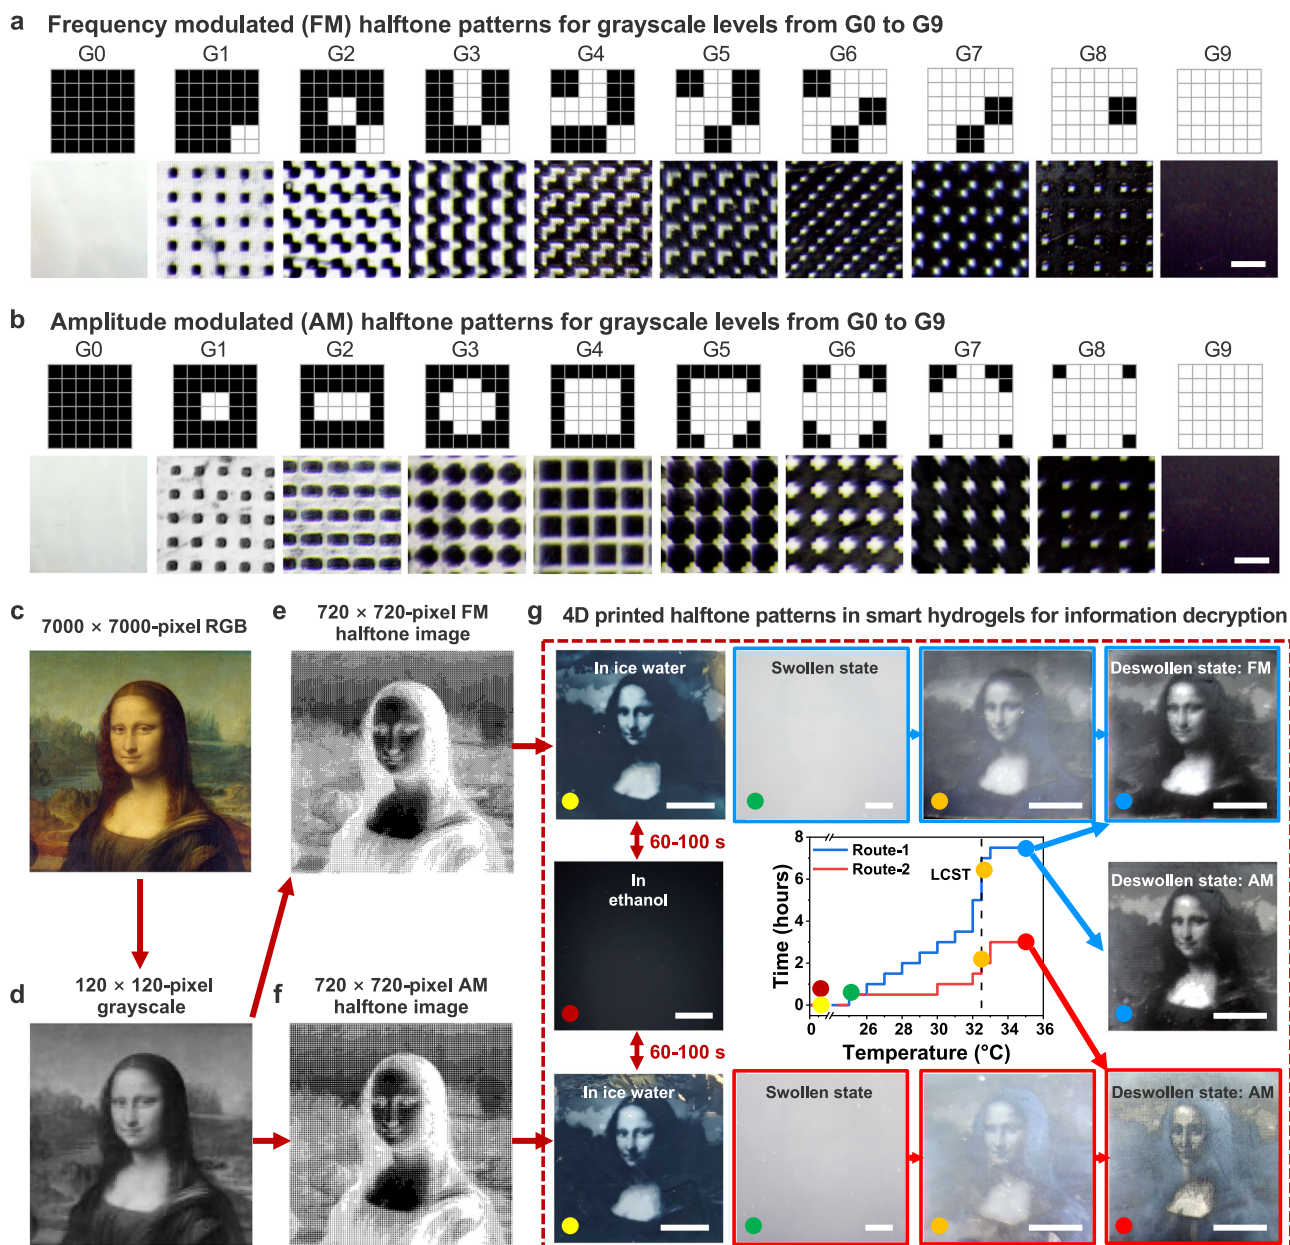 a Frequency modulated (FM) halftone patterns for grayscale levels from G0 to G9
G0 G1 G2 G3 G4 G5 G6 G7 G8 G9
b Amplitude modulated (AM) halftone patterns for grayscale levels from G0 to G9
G0 G1 G2 G3 G4 G5 G6 G7 G8 G9
c
7000 × 7000-pixel RGB
e
720 × 720-pixel FM
halftone image
g 4D printed halftone patterns in smart hydrogels for information decryption
In ice water
Swollen state
Deswollen state: FM
60-100 s
In
ethanol
60-100 s
8
6
4
2
0
Time (hours)
Route-1
Route-2
LCST
0 26 28 30 32 34 36
Temperature (°C)
Deswollen state: AM
d
120 × 120-pixel
grayscale
f
720 × 720-pixel AM
halftone image
In ice water
Swollen state
Deswollen state: AM